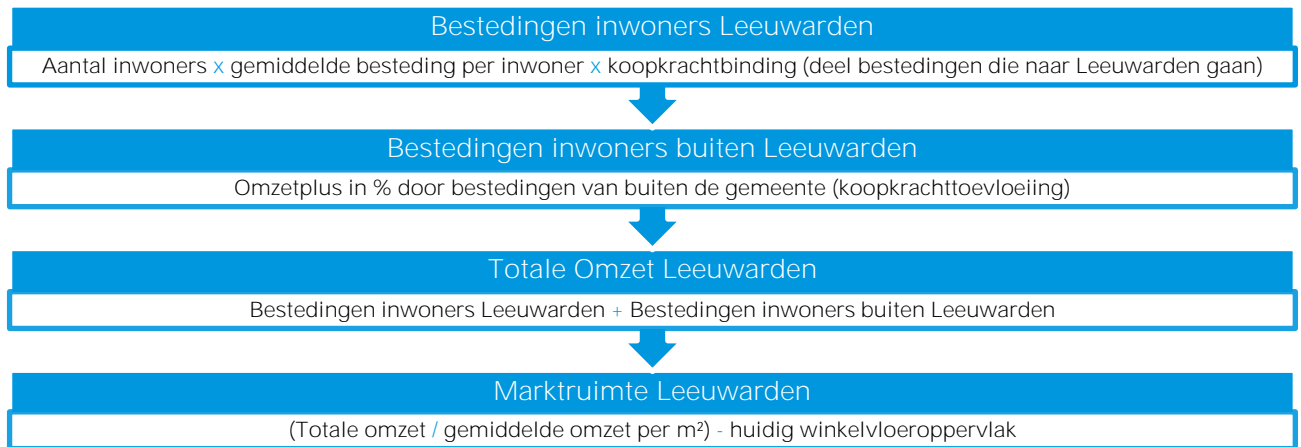 Bestedingen inwoners Leeuwarden
Aantal inwoners x gemiddelde besteding per inwoner x koopkrachtbinding (deel bestedingen die naar Leeuwarden gaan)
Bestedingen inwoners buiten Leeuwarden
Omzetplus in % door bestedingen van buiten de gemeente (koopkrachttoevloeiing)
Totale Omzet Leeuwarden
Bestedingen inwoners Leeuwarden + Bestedingen inwoners buiten Leeuwarden
Marktruimte Leeuwarden
(Totale omzet / gemiddelde omzet per m²) - huidig winkelvloeroppervlak